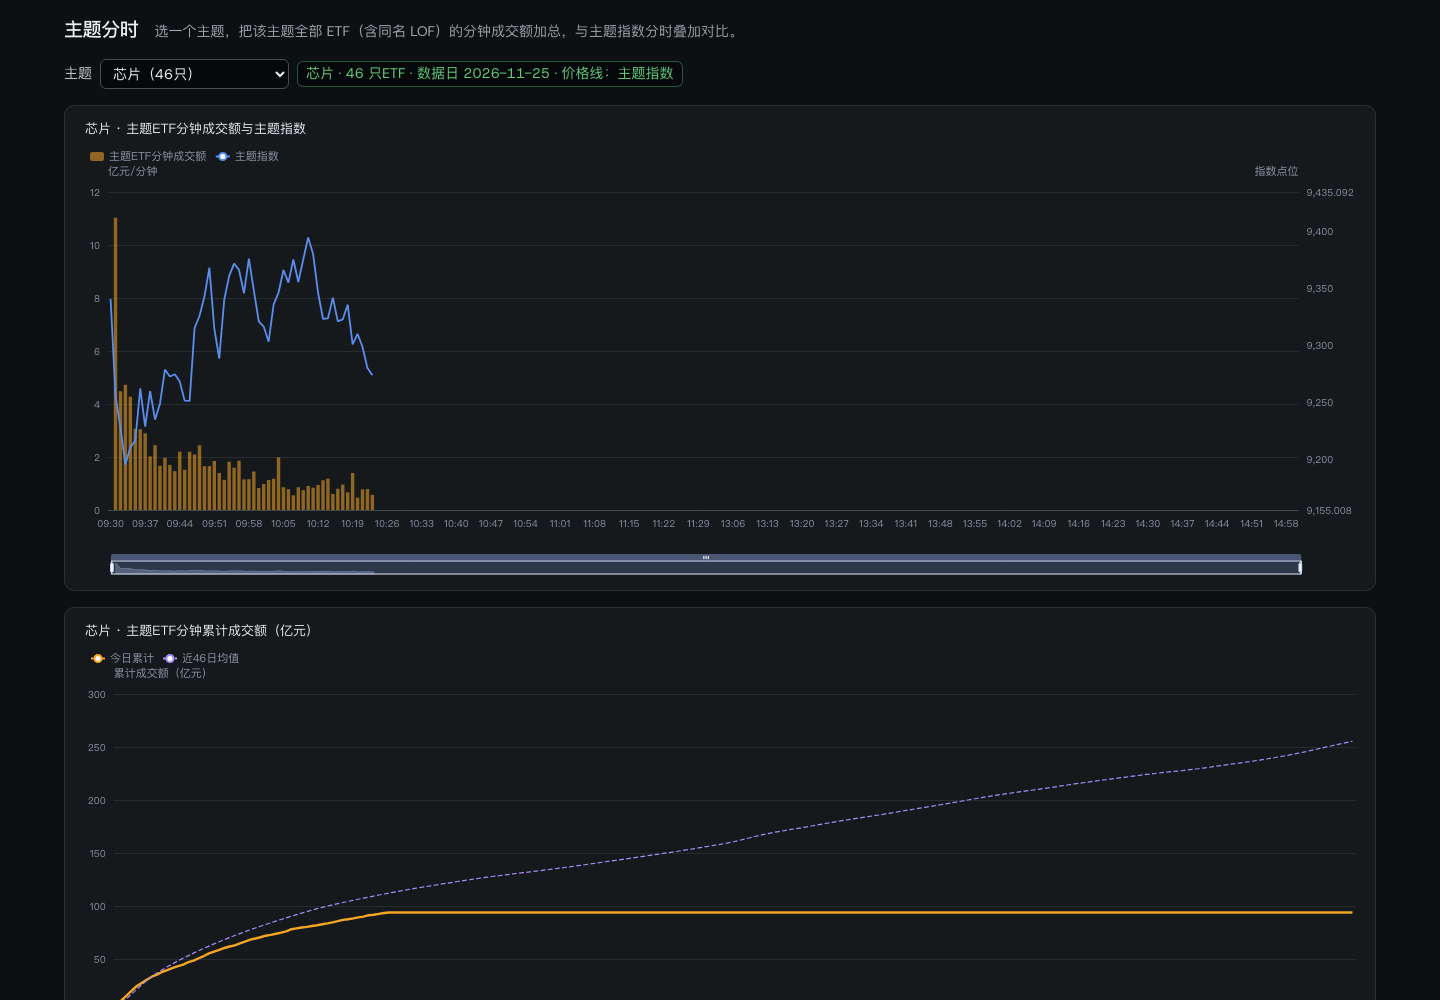 主题分时 选一个主题，把该主题全部 ETF（含同名 LOF）的分钟成交额加总，与主题指数分时叠加对比。
主题 芯片（46只） 芯片 · 46 只ETF · 数据日 2026-11-25 · 价格线：主题指数
芯片 · 主题ETF分钟成交额与主题指数
主题ETF分钟成交额 主题指数
亿元/分钟 指数点位
12 9,435.092
9,400
10
9,350
8
9,300
6
9,250
4
9,200
2
0 9,155.008
09:30 09:37 09:44 09:51 09:58 10:05 10:12 10:19 10:26 10:33 10:40 10:47 10:54 11:01 11:08 11:15 11:22 11:29 13:06 13:13 13:20 13:27 13:34 13:41 13:48 13:55 14:02 14:09 14:16 14:23 14:30 14:37 14:44 14:51 14:58
芯片 · 主题ETF分钟累计成交额（亿元）
今日累计 近46日均值
累计成交额（亿元）
300
250
200
150
100
50